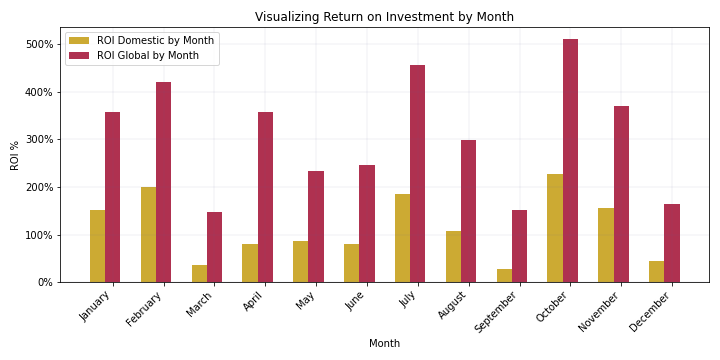 Visualizing Return on Investment by Month
ROI Domestic by Month
ROI Global by Month
ROI %
500%
400%
300%
200%
100%
0%
January
February
March
April
May
June
July
August
September
October
November
December
Month